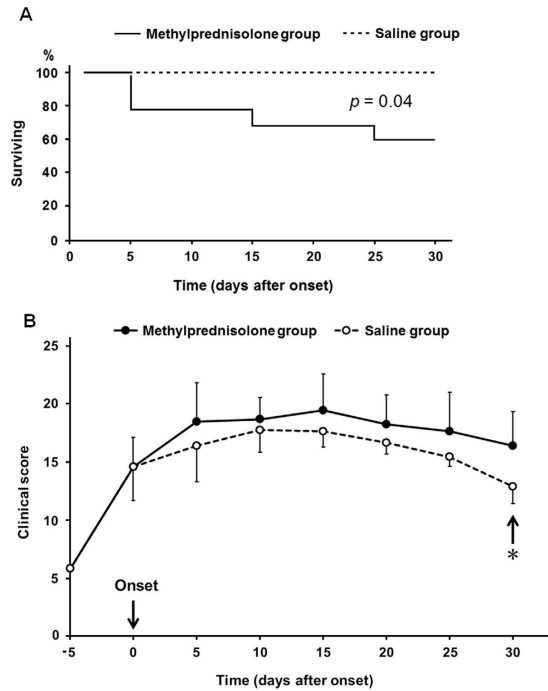 A
Methylprednisolone group Saline group
%
100
80
60
40
20
0
Surviving
p = 0.04
0 5 10 15 20 25 30
Time (days after onset)
B
Methylprednisolone group Saline group
25
20
15
10
5
0
Clinical score
Onset
*
-5 0 5 10 15 20 25 30
Time (days after onset)